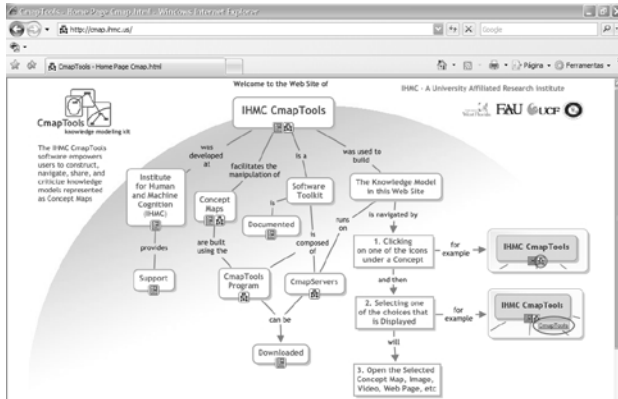 CmapTools - Home Page Cmap.html - Windows Internet Explorer
http://cmap.ihmc.us/
Google
CmapTools - Home Page Cmap.html
Página
Ferramentas
Welcome to the Web Site of
IHMC - A University Affiliated Research Institute
FAU
UCF
CmapTools
knowledge modeling kit
The IHMC CmapTools
software empowers
users to construct,
navigate, share, and
criticize knowledge
models represented
as Concept Maps
IHMC CmapTools
was
developed
at
facilitates the
manipulation of
is a
was used to
build
Institute
for Human
and Machine
Cognition
(IHMC)
Concept
Maps
Software
Toolkit
The Knowledge Model
in this Web Site
is
Documented
runs
on
is navigated by
provides
are built
using the
is
composed
of
1. Clicking
on one of the icons
under a Concept
for
example
IHMC CmapTools
Support
CmapTools
Program
CmapServers
and then
2. Selecting one
of the choices that
is Displayed
for
example
IHMC CmapTools
CmapTools
can be
Downloaded
will
3. Open the Selected
Concept Map, Image,
Video, Web Page, etc